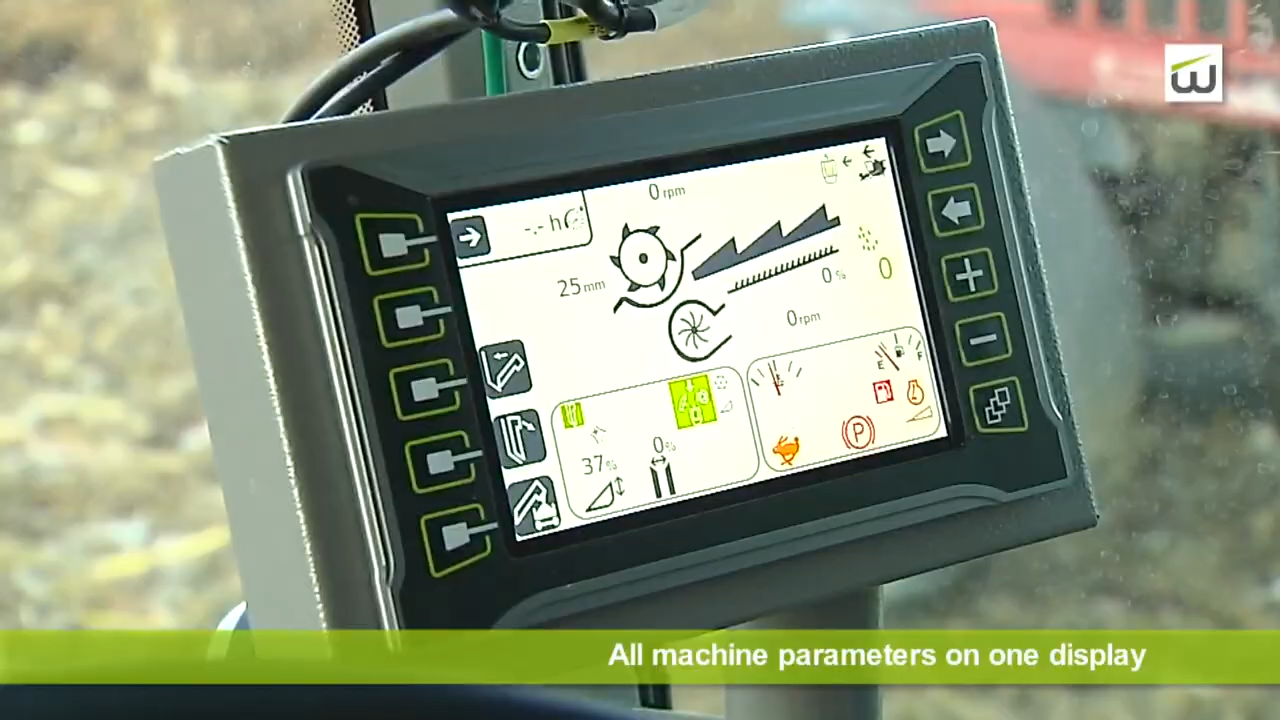 0 rpm
-.- h
25 mm
0 %
0
0 rpm
E F
37 %
0 %
P
All machine parameters on one display